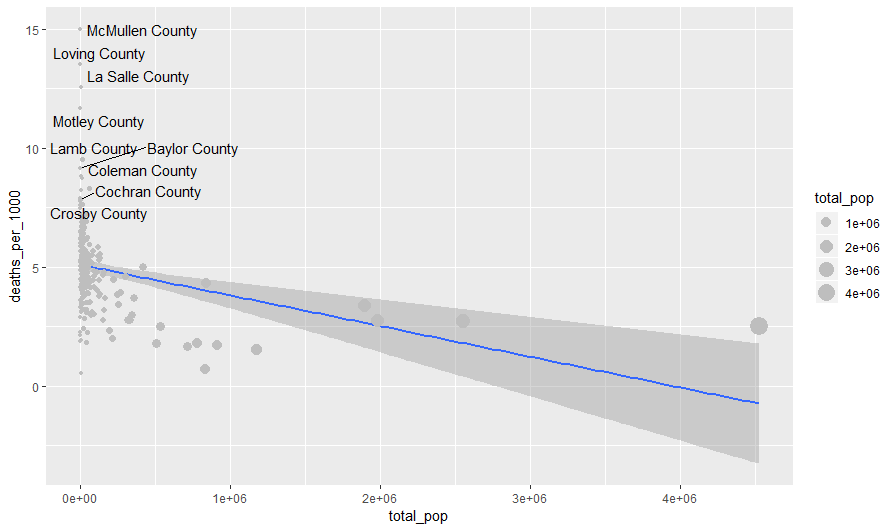 15
McMullen County
Loving County
La Salle County
Motley County
10
Lamb County
Baylor County
Coleman County
Cochran County
Crosby County
5
0
deaths_per_1000
0e+00
1e+06
2e+06
3e+06
4e+06
total_pop
total_pop
1e+06
2e+06
3e+06
4e+06